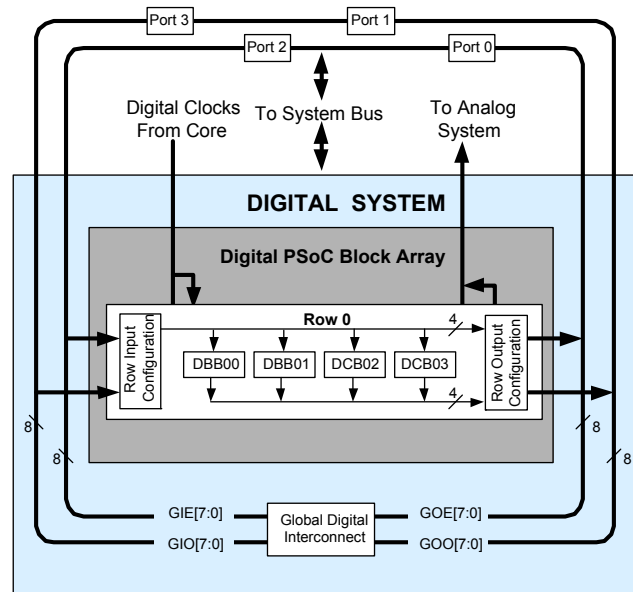 Port 3
Port 1
Port 2
Port 0
Digital Clocks
From Core
To System Bus
To Analog
System
DIGITAL SYSTEM
Digital PSoC Block Array
Row Input
Configuration
Row 0
4
DBB00
DBB01
DCB02
DCB03
4
Row Output
Configuration
8
8
8
8
GIE[7:0]
GIO[7:0]
Global Digital
Interconnect
GOE[7:0]
GOO[7:0]